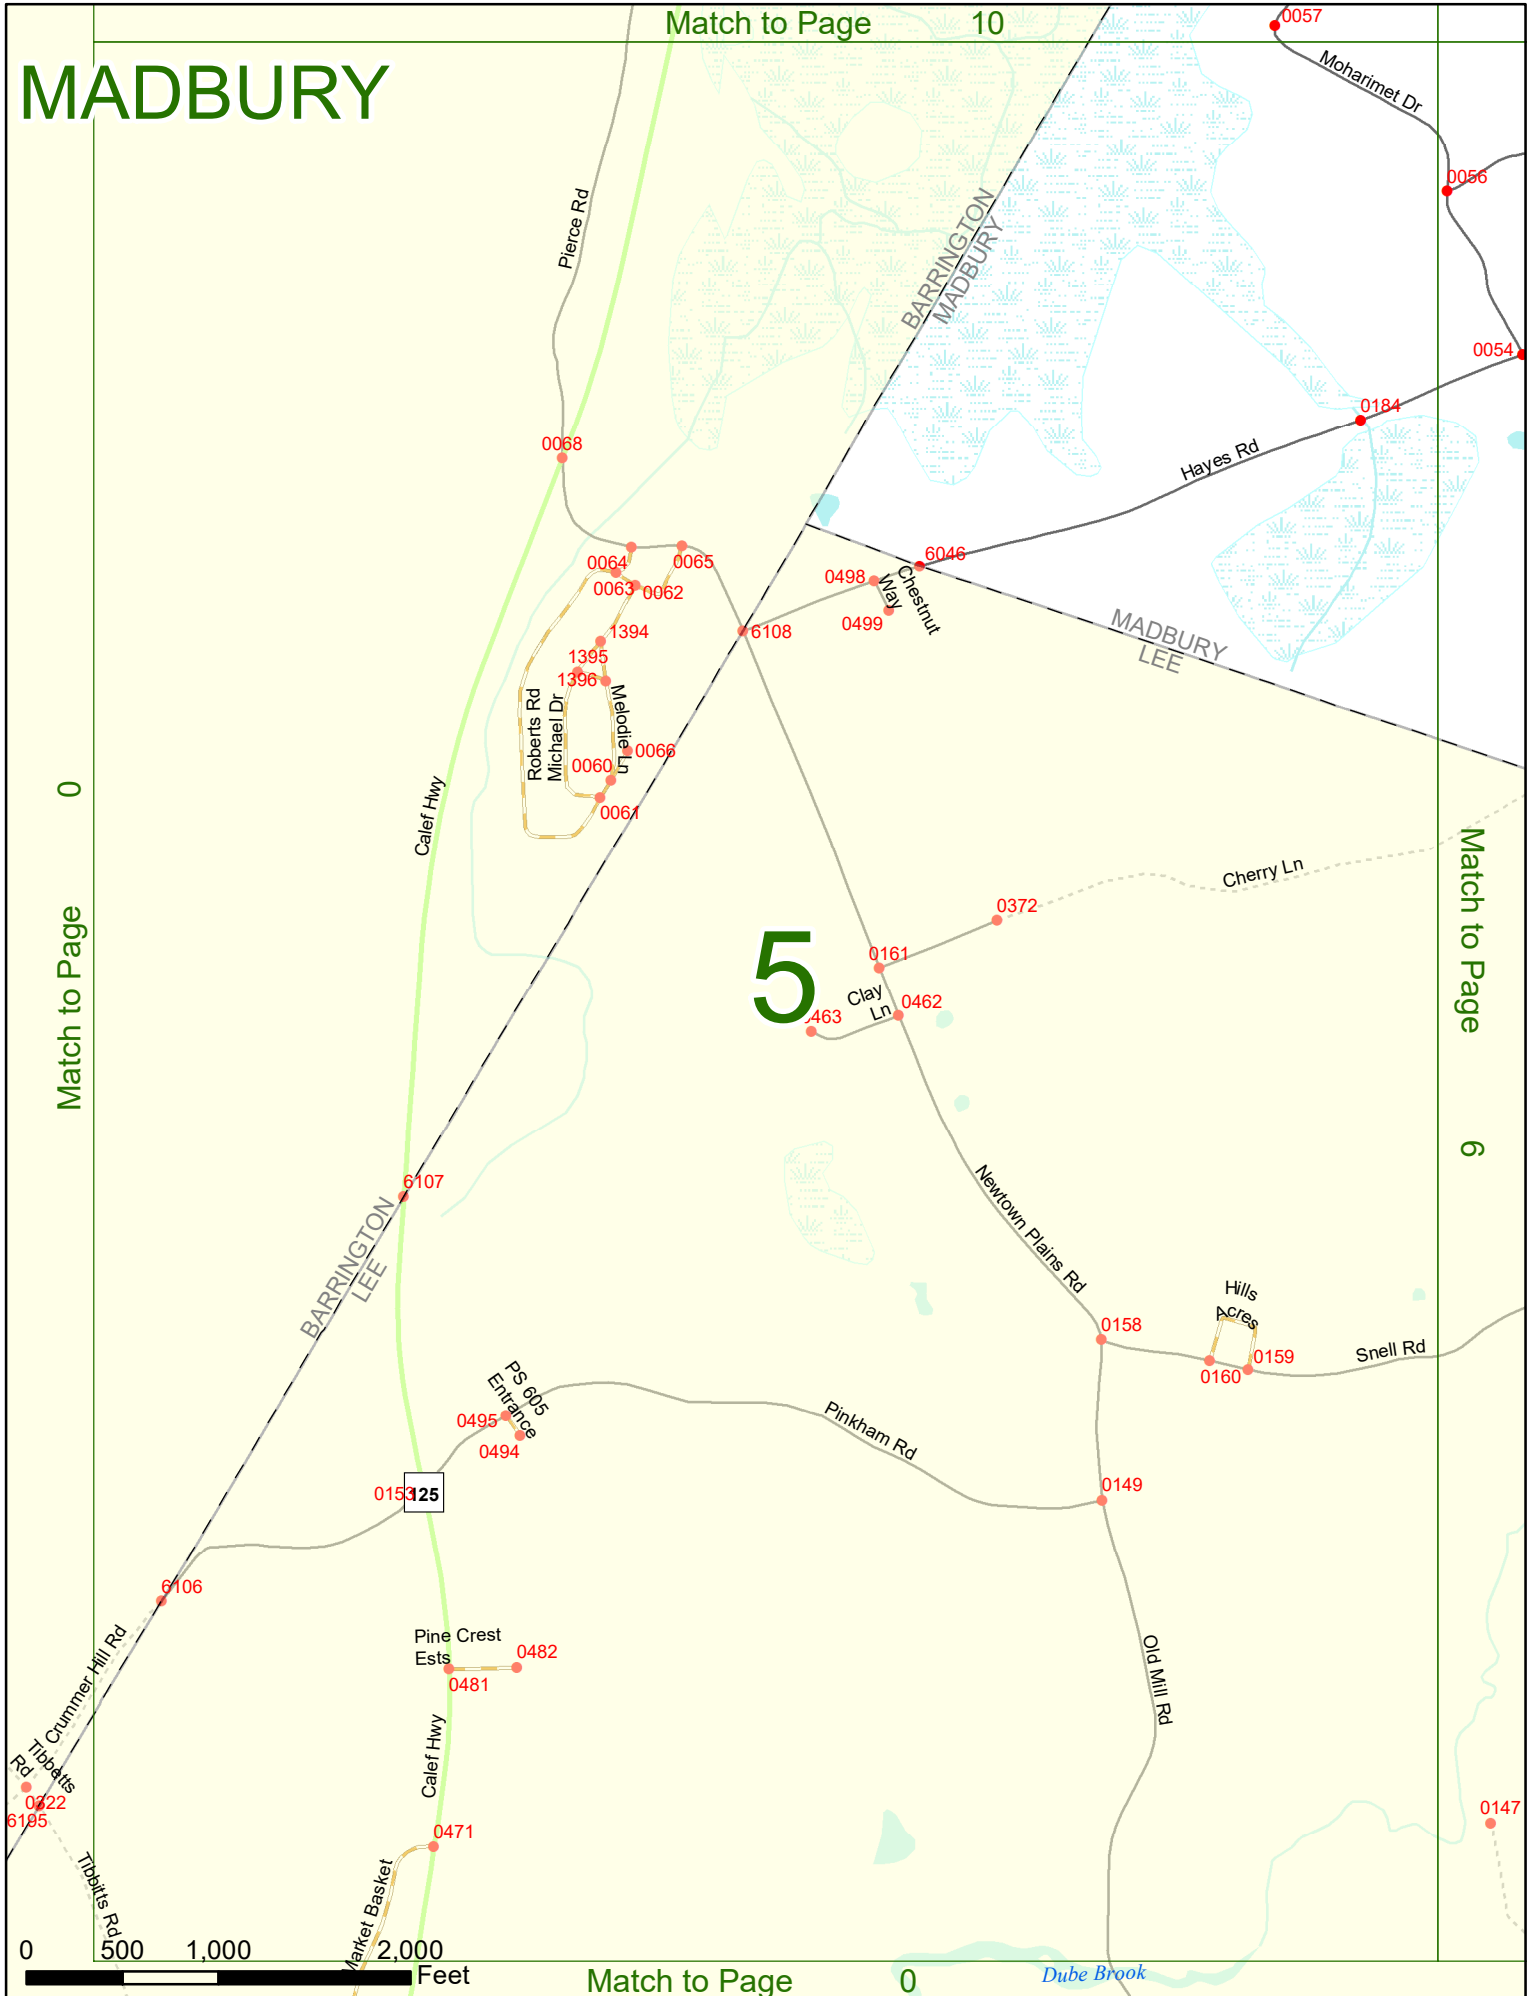 Match to Page 10
0057
MADBURY
Moharimet Dr
0056
Pierce Rd
BARRINGTON
MADBURY
0054
0184
0068
Hayes Rd
6046
0064
0065
0063
0062
0498
Chestnut
Way
0499
1394
6108
MADBURY
LEE
1395
1396
Roberts Rd
Michael Dr
Melodie Ln
0066
0060
0061
Calef Hwy
0
Match to Page
Match to Page
6
Cherry Ln
0372
5
0161
Clay
Ln
0462
463
6107
BARRINGTON
LEE
Newtown Plains Rd
Hills
Acres
0158
0159
0160
Snell Rd
PS 605
Entrance
0495
0494
Pinkham Rd
0153
125
0149
6106
Crummer Hill Rd
Pine Crest
Ests
0482
0481
Old Mill Rd
Calef Hwy
Tibbetts
Rd
0322
6195
0147
0471
Tibbitts Rd
Market Basket
0 500 1,000 2,000
Feet
Match to Page 0
Dube Brook